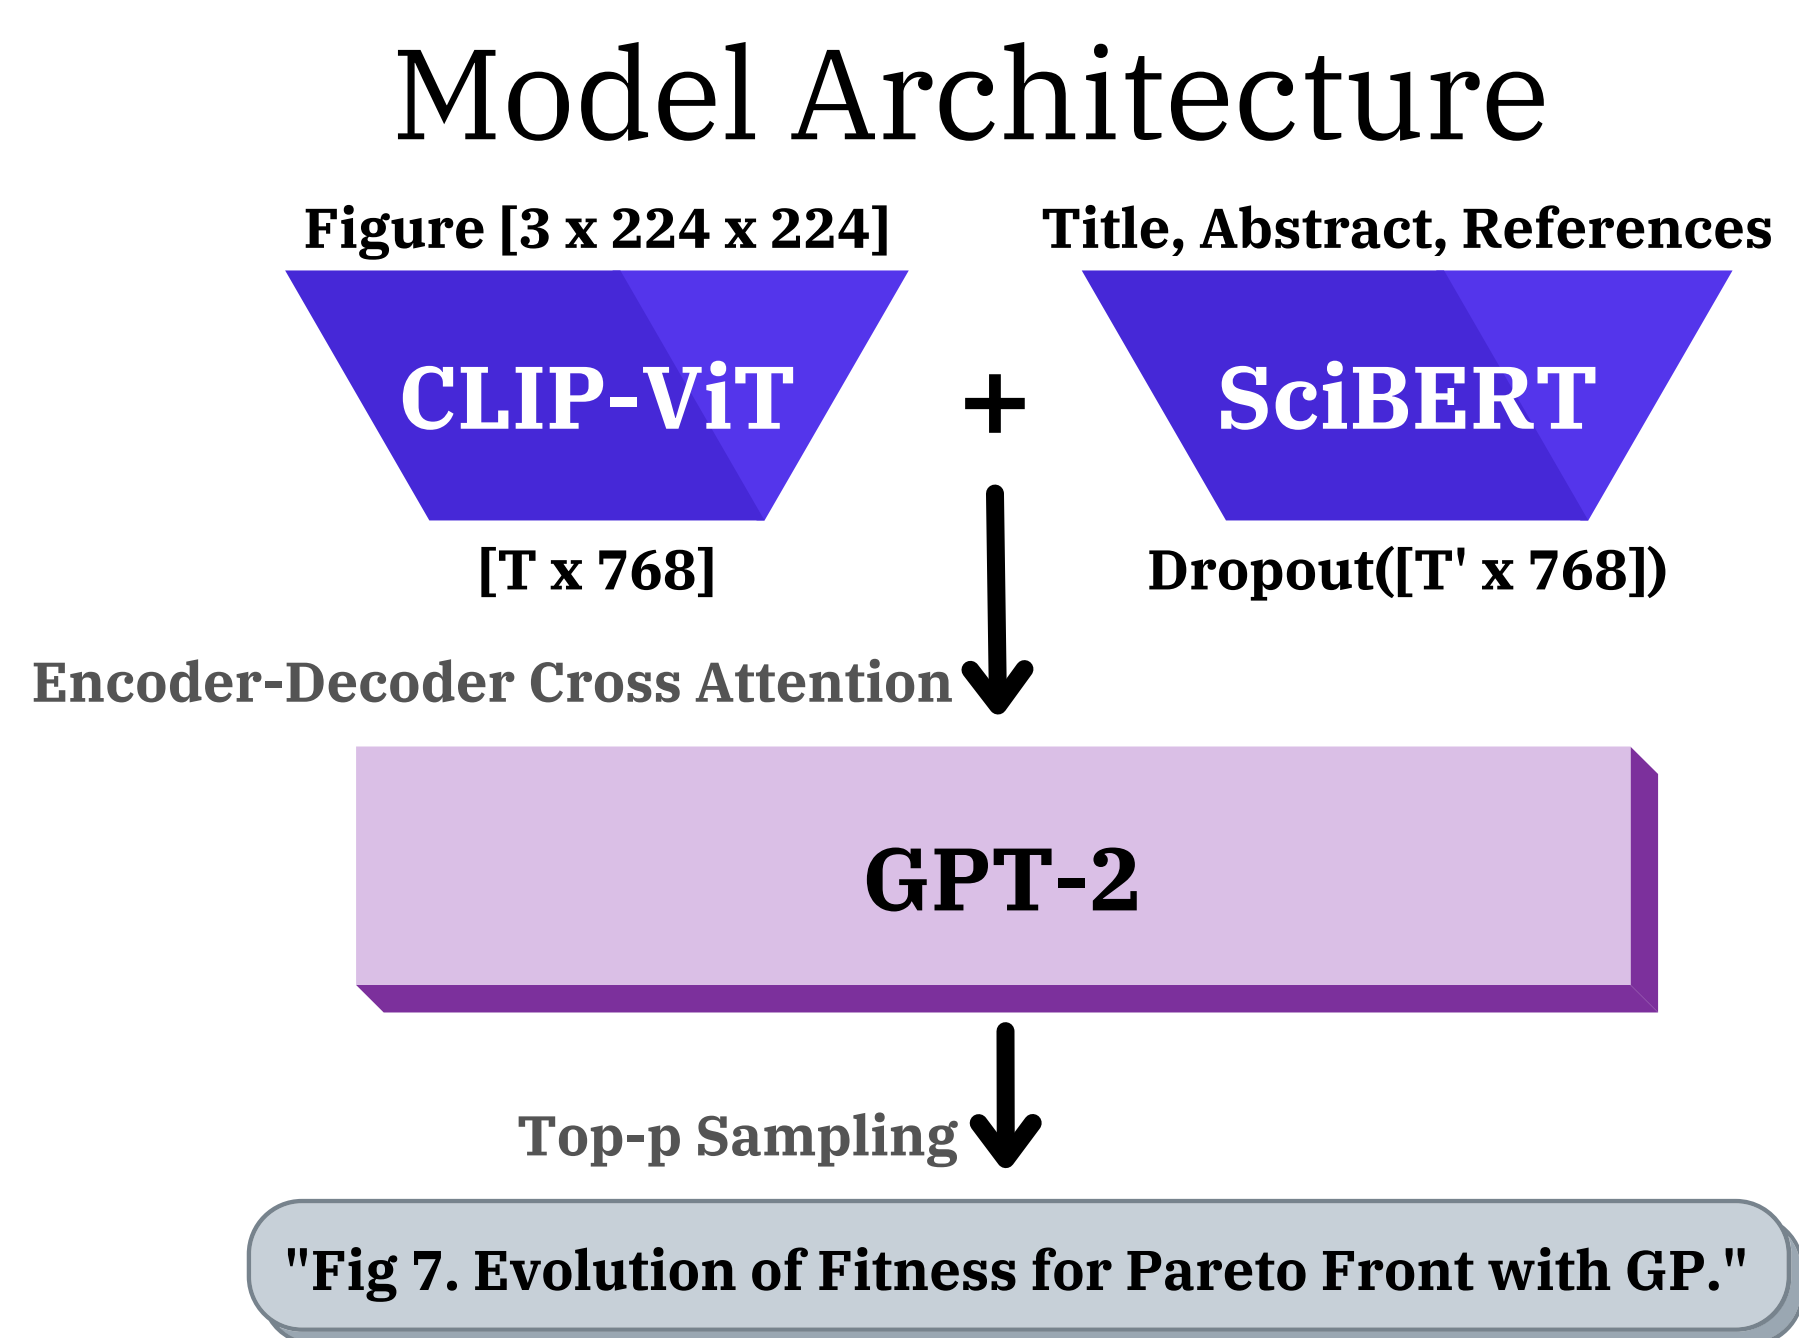 Model Architecture
Figure [3 x 224 x 224]
Title, Abstract, References
CLIP-ViT
+
SciBERT
[T x 768]
Dropout([T' x 768])
Encoder-Decoder Cross Attention
GPT-2
Top-p Sampling
"Fig 7. Evolution of Fitness for Pareto Front with GP."